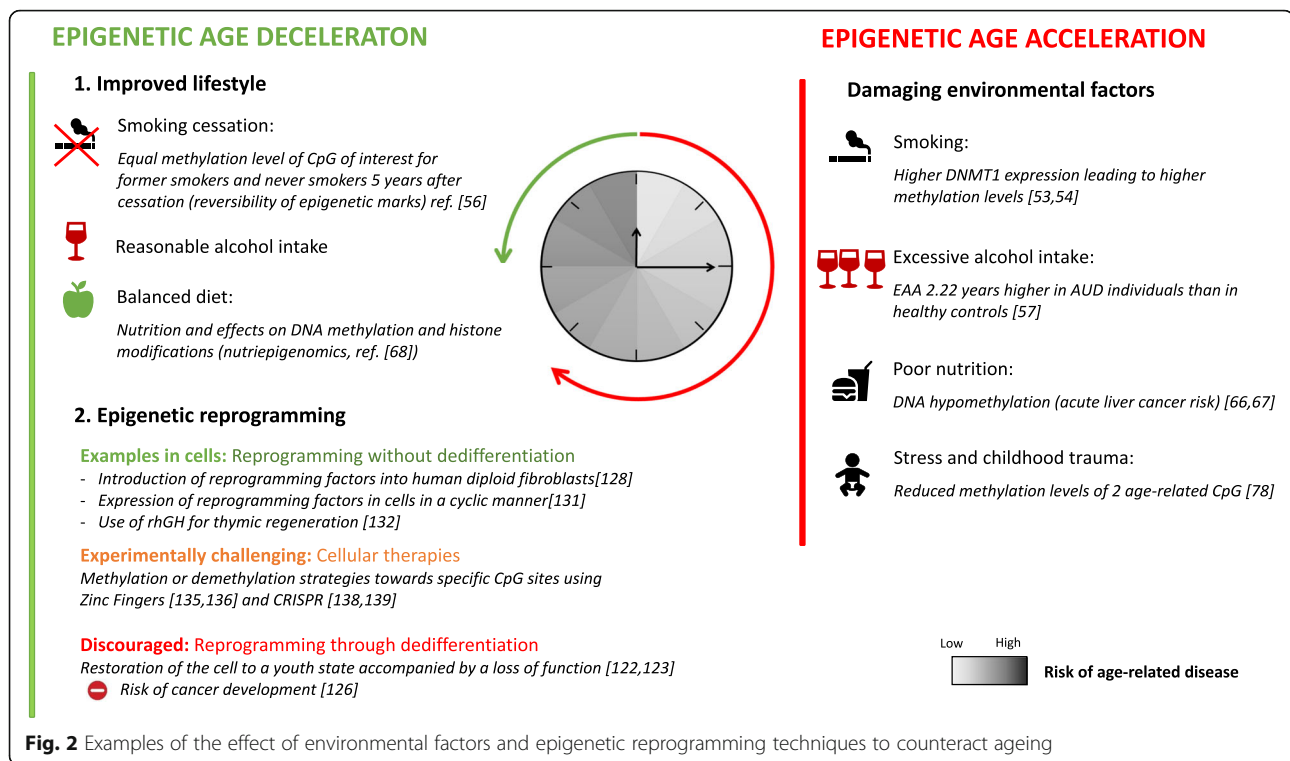 EPIGENETIC AGE DECELERATON
1. Improved lifestyle
Smoking cessation:
Equal methylation level of CpG of interest for
former smokers and never smokers 5 years after
cessation (reversibility of epigenetic marks) ref. [56]
Reasonable alcohol intake
Balanced diet:
Nutrition and effects on DNA methylation and histone
modifications (nutriepigenomics, ref. [68])
2. Epigenetic reprogramming
Examples in cells: Reprogramming without dedifferentiation
- Introduction of reprogramming factors into human diploid fibroblasts[128]
- Expression of reprogramming factors in cells in a cyclic manner[131]
- Use of rhGH for thymic regeneration [132]
Experimentally challenging: Cellular therapies
Methylation or demethylation strategies towards specific CpG sites using
Zinc Fingers [135,136] and CRISPR [138,139]
Discouraged: Reprogramming through dedifferentiation
Restoration of the cell to a youth state accompanied by a loss of function [122,123]
Risk of cancer development [126]
EPIGENETIC AGE ACCELERATION
Damaging environmental factors
Smoking:
Higher DNMT1 expression leading to higher
methylation levels [53,54]
Excessive alcohol intake:
EAA 2.22 years higher in AUD individuals than in
healthy controls [57]
Poor nutrition:
DNA hypomethylation (acute liver cancer risk) [66,67]
Stress and childhood trauma:
Reduced methylation levels of 2 age-related CpG [78]
Low High
Risk of age-related disease
Fig. 2 Examples of the effect of environmental factors and epigenetic reprogramming techniques to counteract ageing